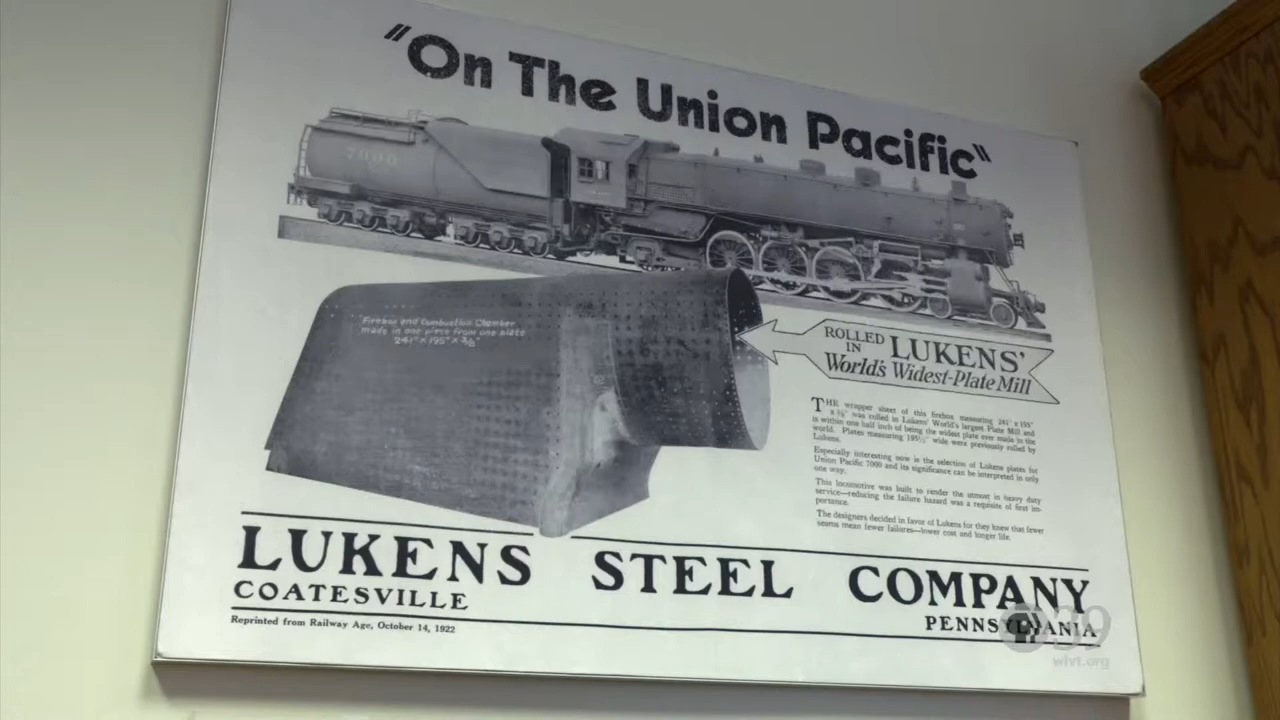 "On The Union Pacific"
7000
Firebox and Combustion Chamber
made in one piece from one plate
241" x 195" x 3/8"
ROLLED IN LUKENS'
World's Widest-Plate Mill
THE wrapper sheet of this firebox measuring 241" x 195"
x 3/8" was rolled in Lukens' World's largest Plate Mill and
is within one half inch of being the widest plate ever made in the
world. Plates measuring 195½" wide were previously rolled by
Lukens.
Especially interesting now is the selection of Lukens plates for
Union Pacific 7000 and its significance can be interpreted in only
one way.
This locomotive was built to render the utmost in heavy duty
service—reducing the failure hazard was a requisite of first im-
portance.
The designers decided in favor of Lukens for they knew that fewer
seams mean fewer failures—lower cost and longer life.
LUKENS STEEL COMPANY
COATESVILLE PENNSYLVANIA
Reprinted from Railway Age, October 14, 1922
39
wlvt.org